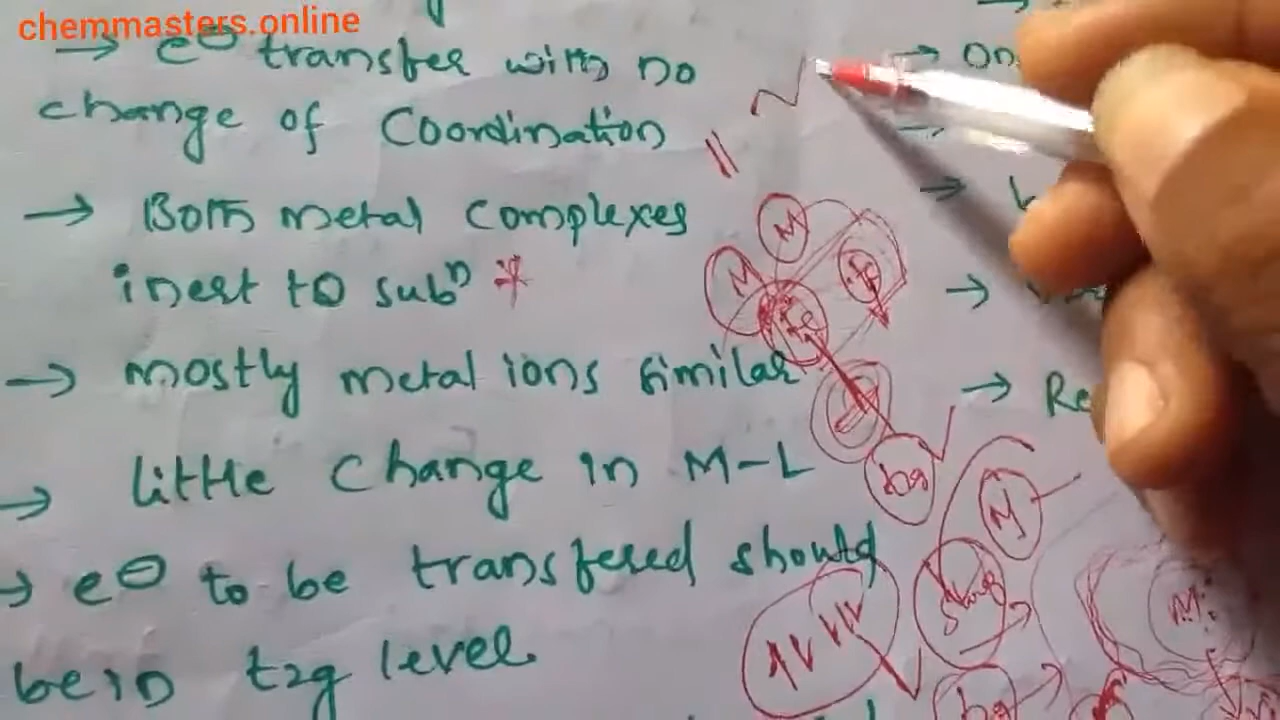 chemmasters.online
→ e⊖ transfer with no
change of Coordination
→ Both metal complexes
inert to subⁿ *
→ mostly metal ions similar
→ little change in M-L
→ e⊖ to be transfered should
be in t2g level
→ On
→
→
→
→ Re
M
M
M
M